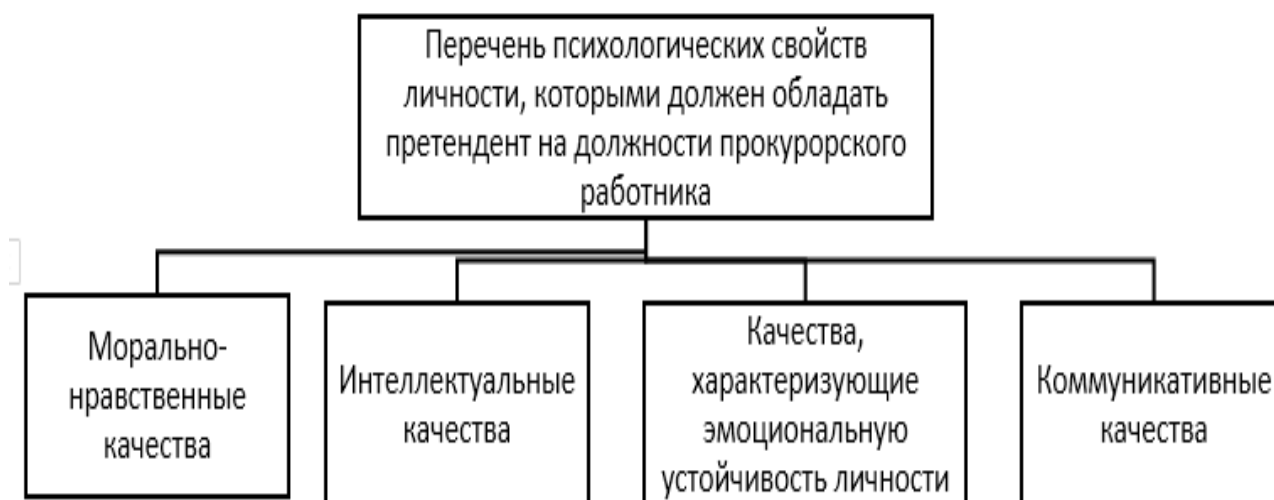 Перечень психологических свойств
личности, которыми должен обладать
претендент на должности прокурорского
работника
Морально-
нравственные
качества
Интеллектуальные
качества
Качества,
характеризующие
эмоциональную
устойчивость личности
Коммуникативные
качества